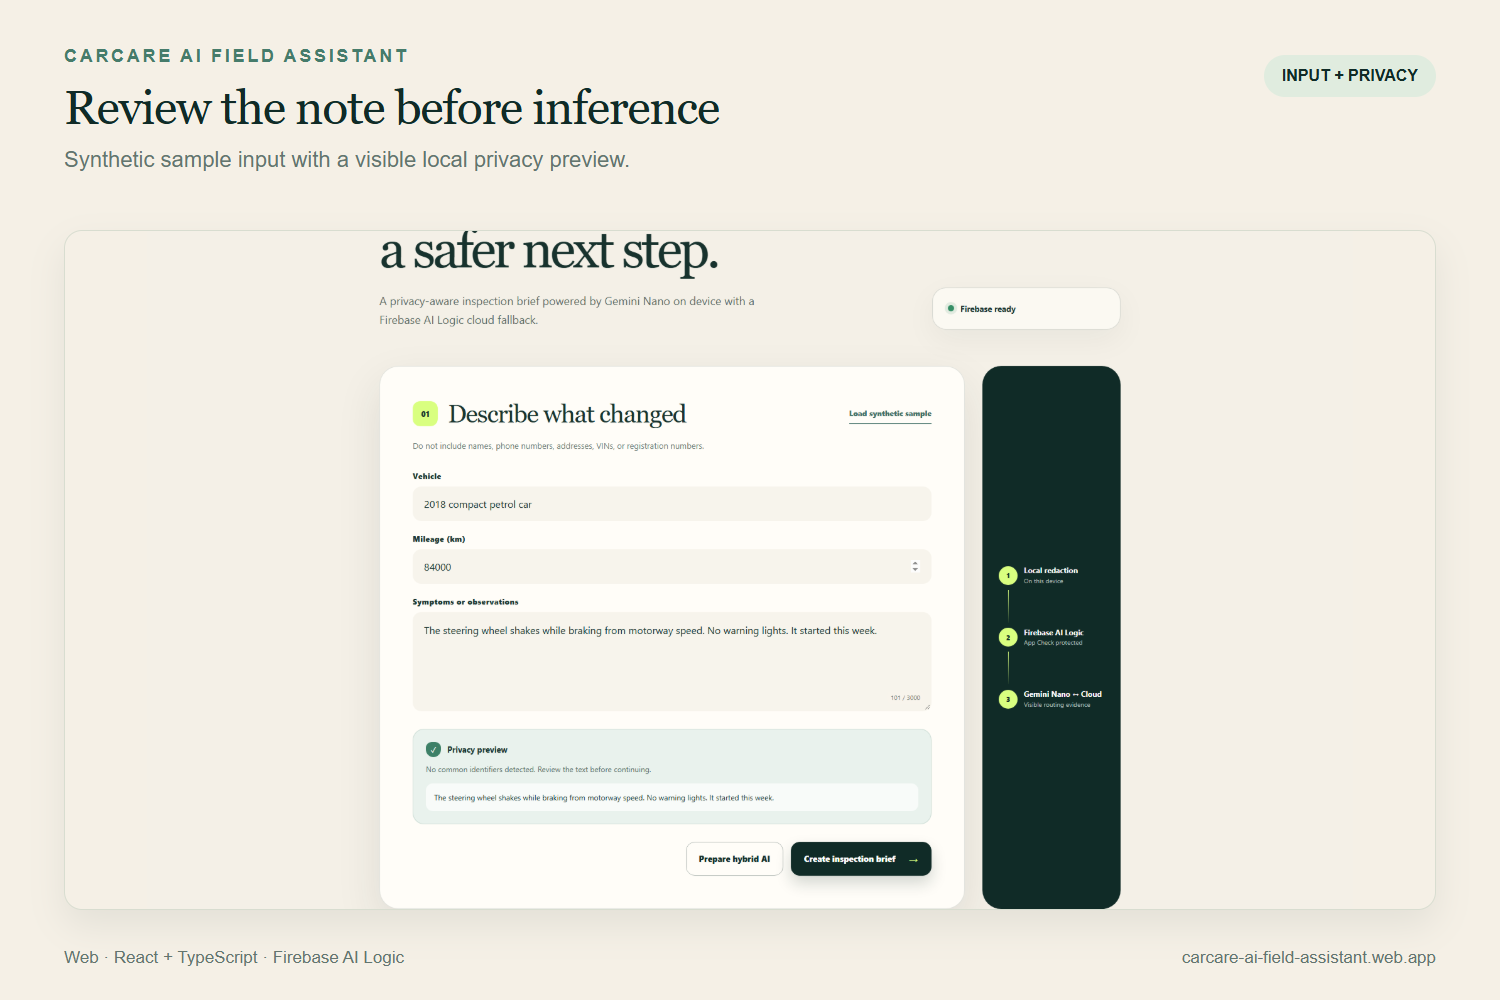 CARCARE AI FIELD ASSISTANT
Review the note before inference
Synthetic sample input with a visible local privacy preview.
INPUT + PRIVACY
a safer next step.
A privacy-aware inspection brief powered by Gemini Nano on device with a
Firebase AI Logic cloud fallback.
Firebase ready
01
Describe what changed
Load synthetic sample
Do not include names, phone numbers, addresses, VINs, or registration numbers.
Vehicle
2018 compact petrol car
Mileage (km)
84000
Symptoms or observations
The steering wheel shakes while braking from motorway speed. No warning lights. It started this week.
101 / 3000
✓ Privacy preview
No common identifiers detected. Review the text before continuing.
The steering wheel shakes while braking from motorway speed. No warning lights. It started this week.
Prepare hybrid AI
Create inspection brief →
1 Local redaction
On this device
2 Firebase AI Logic
App Check protected
3 Gemini Nano ↔ Cloud
Visible routing evidence
Web · React + TypeScript · Firebase AI Logic
carcare-ai-field-assistant.web.app